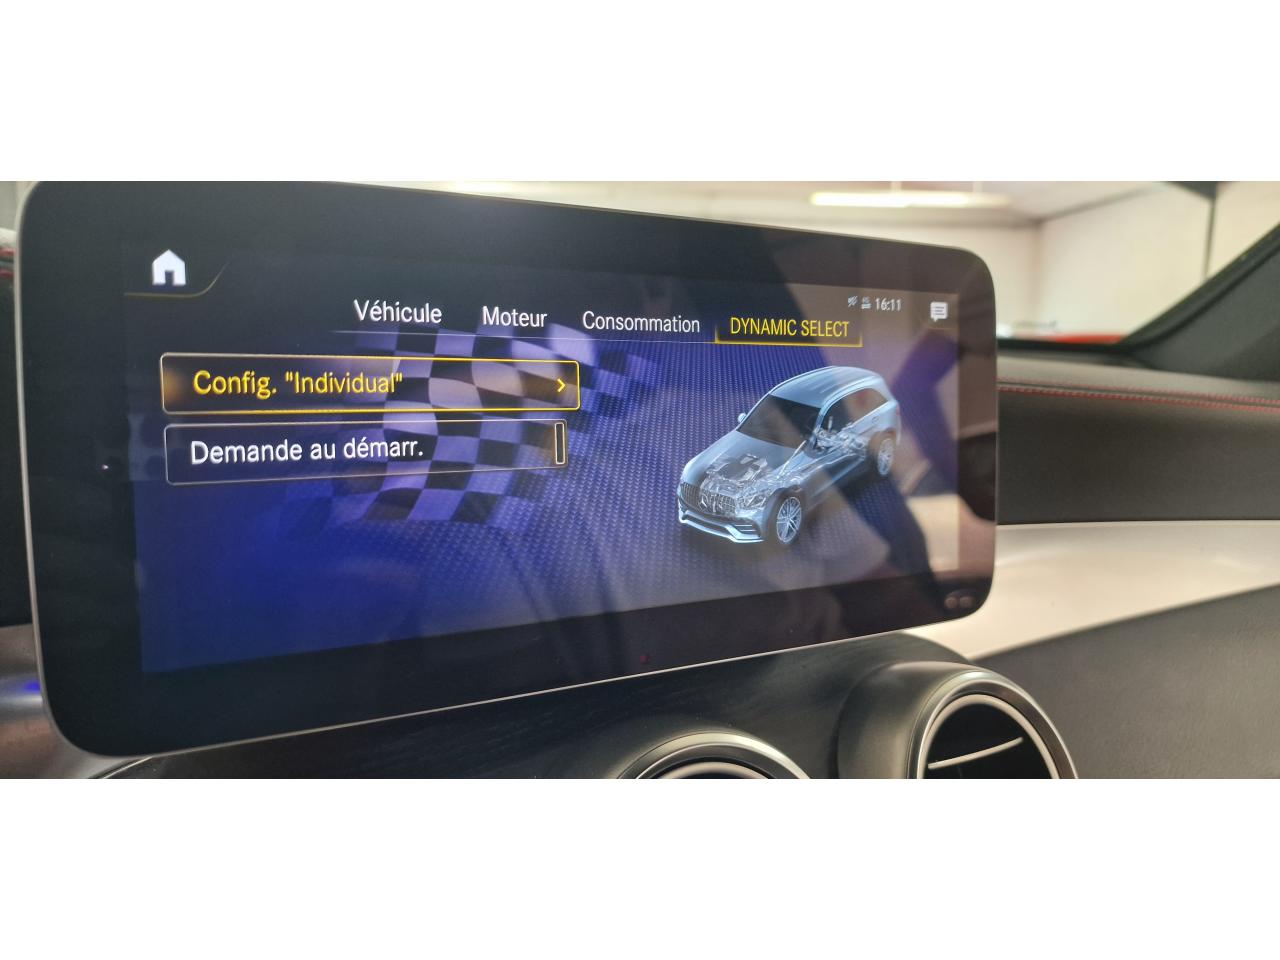 16:11
Véhicule Moteur Consommation DYNAMIC SELECT
Config. "Individual"
Demande au démarr.